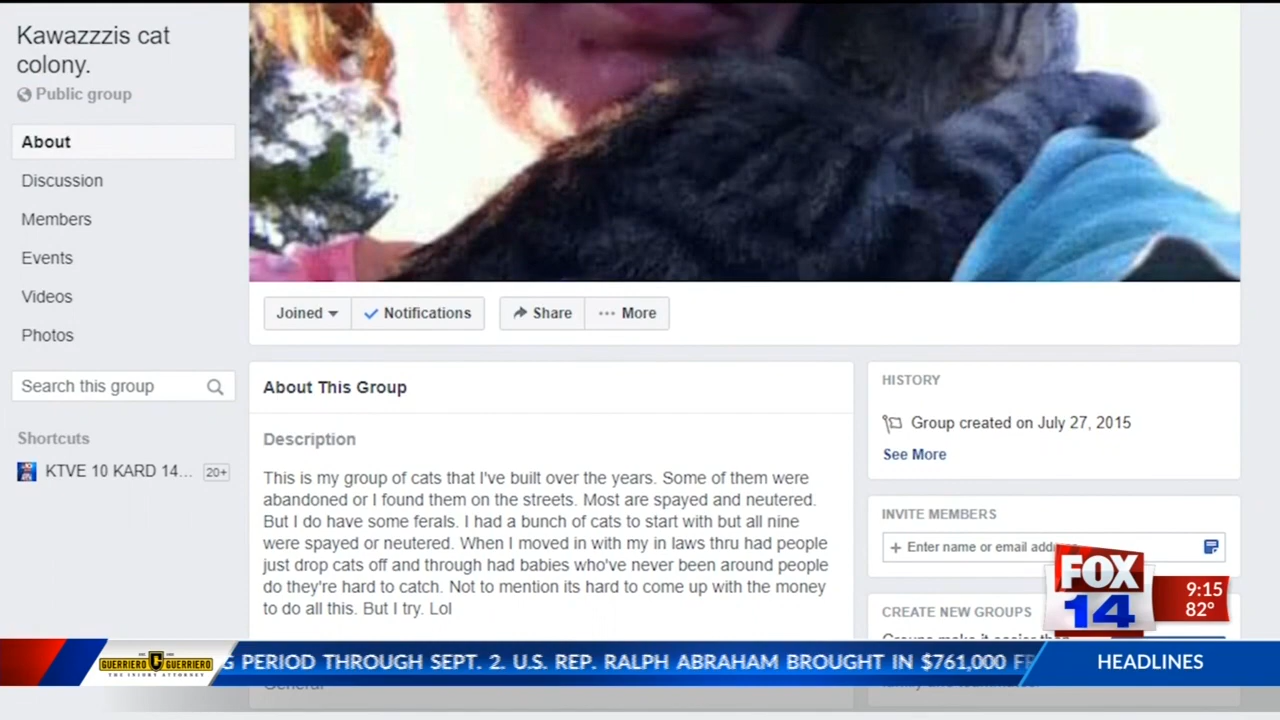 Kawazzzis cat
colony.
Public group
About
Discussion
Members
Events
Videos
Photos
Search this group
Shortcuts
KTVE 10 KARD 14... 20+
Joined
Notifications
Share
More
About This Group
Description
This is my group of cats that I've built over the years. Some of them were
abandoned or I found them on the streets. Most are spayed and neutered.
But I do have some ferals. I had a bunch of cats to start with but all nine
were spayed or neutered. When I moved in with my in laws thru had people
just drop cats off and through had babies who've never been around people
do they're hard to catch. Not to mention its hard to come up with the money
to do all this. But I try. Lol
HISTORY
Group created on July 27, 2015
See More
INVITE MEMBERS
+ Enter name or email
CREATE NEW GROUPS
FOX
14
9:15
82°
GUERRIERO G GUERRIERO
THE INJURY ATTORNEY
G PERIOD THROUGH SEPT. 2. U.S. REP. RALPH ABRAHAM BROUGHT IN $761,000
HEADLINES